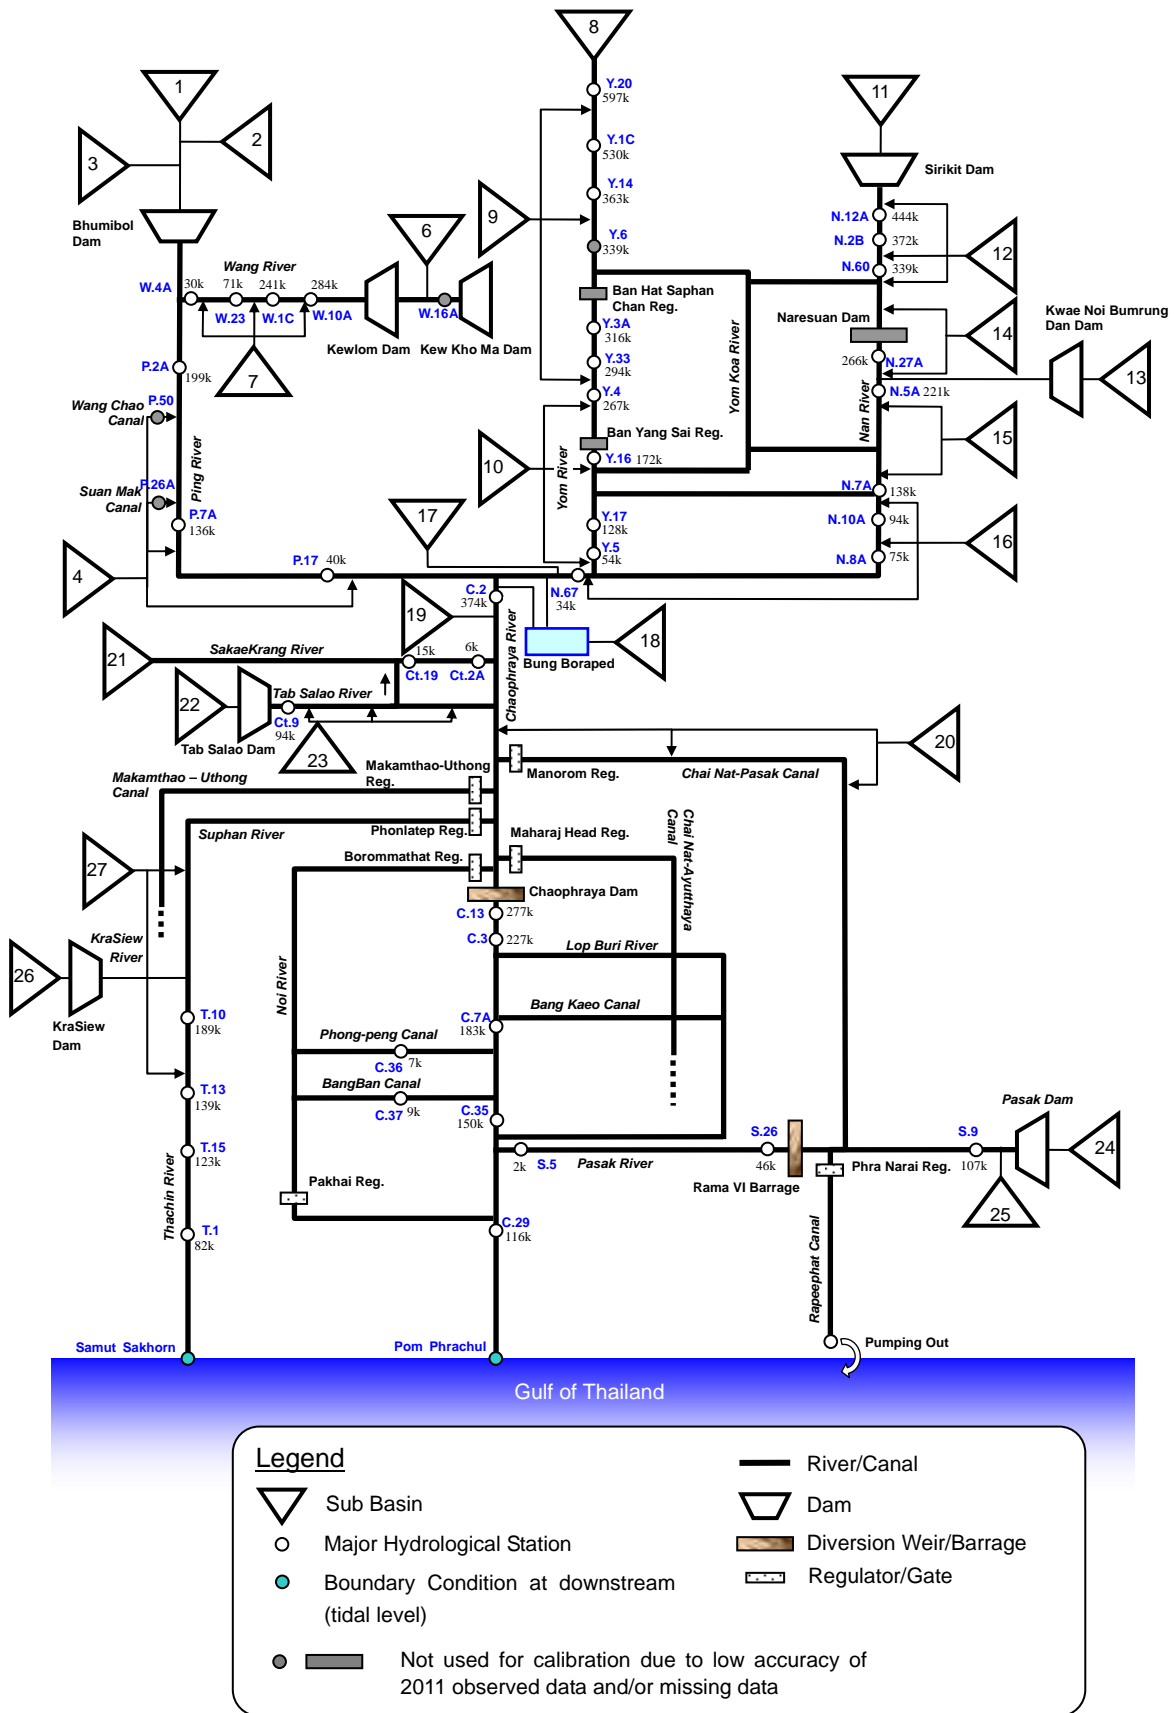 8
1
11
Y.20
597k
2
3
Y.1C
530k
Sirikit Dam
Y.14
363k
9
6
N.12A 444k
Bhumibol
Dam
Y.6
339k
N.2B 372k
12
Wang River
N.60 339k
W.4A 30k 71k 241k 284k
Ban Hat Saphan
Chan Reg.
W.23 W.1C W.10A W.16A
Naresuan Dam
14
Kwae Noi Bumrung
Dan Dam
Y.3A
316k
Kewlom Dam Kew Kho Ma Dam
Yom Koa River
P.2A
199k
7
Y.33
294k
266k N.27A
13
Y.4
267k
N.5A 221k
Wang Chao
Canal
P.50
Nan River
Ban Yang Sai Reg.
15
10
Y.16 172k
Yom River
Ping River
Suan Mak
Canal
P.26A
N.7A 138k
P.7A
136k
17
Y.17
128k
N.10A 94k
16
Y.5
54k
N.8A 75k
4
P.17 40k
C.2
374k
N.67
34k
19
18
Bung Boraped
21
SakaeKrang River
15k 6k
Ct.19 Ct.2A
Chaophraya River
22
Tab Salao River
Ct.9
94k
Tab Salao Dam
23
20
Makamthao – Uthong
Canal
Makamthao-Uthong
Reg.
Manorom Reg.
Chai Nat-Pasak Canal
Suphan River
Phonlatep Reg.
Maharaj Head Reg.
Chai Nat-Ayutthaya
Canal
Borommathat Reg.
27
Chaophraya Dam
C.13 277k
C.3 227k
KraSiew
River
Lop Buri River
26
Noi River
KraSiew
Dam
T.10
189k
C.7A
183k
Bang Kaeo Canal
Phong-peng Canal
C.36 7k
BangBan Canal
C.37 9k
T.13
139k
C.35
150k
Pasak Dam
T.15
123k
S.26
46k
S.9
107k
24
2k S.5
Pasak River
Phra Narai Reg.
Rama VI Barrage
Pakhai Reg.
Thachin River
25
T.1
82k
C.29
116k
Rapeephat Canal
Samut Sakhorn
Pom Phrachul
Pumping Out
Gulf of Thailand
Legend
Sub Basin
Major Hydrological Station
Boundary Condition at downstream
(tidal level)
River/Canal
Dam
Diversion Weir/Barrage
Regulator/Gate
Not used for calibration due to low accuracy of
2011 observed data and/or missing data